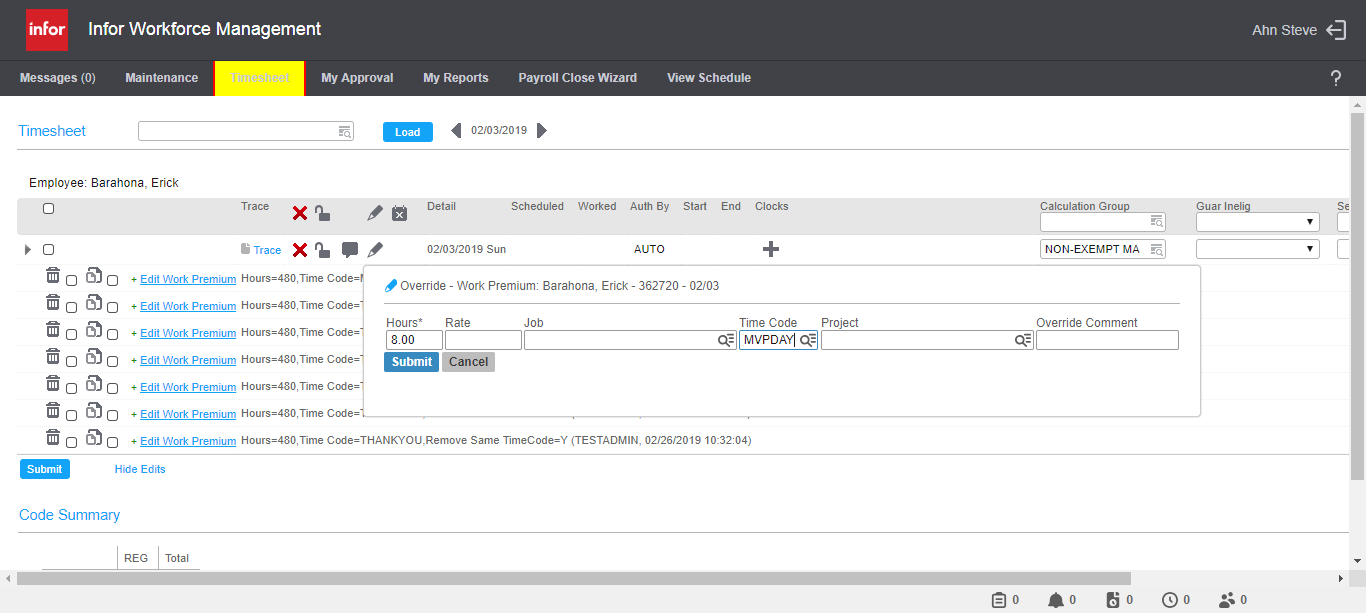 infor Infor Workforce Management Ahn Steve
Messages (0) Maintenance Timesheet My Approval My Reports Payroll Close Wizard View Schedule ?
Timesheet Load 02/03/2019
Employee: Barahona, Erick
Trace Detail Scheduled Worked Auth By Start End Clocks Calculation Group Guar Inelig Se
Trace 02/03/2019 Sun AUTO NON-EXEMPT MA
+ Edit Work Premium Hours=480,Time Code=
Override - Work Premium: Barahona, Erick - 362720 - 02/03
+ Edit Work Premium Hours=480,Time Code=
Hours* Rate Job Time Code Project Override Comment
+ Edit Work Premium Hours=480,Time Code=
8.00 MVPDAY
+ Edit Work Premium Hours=480,Time Code=
Submit Cancel
+ Edit Work Premium Hours=480,Time Code=
+ Edit Work Premium Hours=480,Time Code=
+ Edit Work Premium Hours=480,Time Code=THANKYOU,Remove Same TimeCode=Y (TESTADMIN, 02/26/2019 10:32:04)
Submit Hide Edits
Code Summary
REG Total
0 0 0 0 0